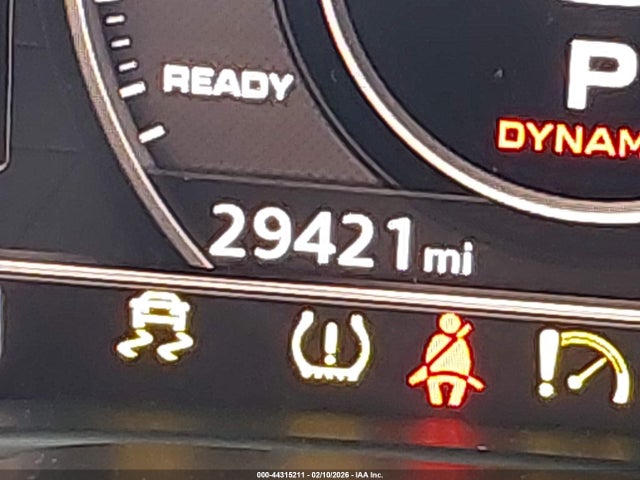 READY
P
DYNAM
29421 mi
000-44315211 - 02/10/2026 - IAA Inc.